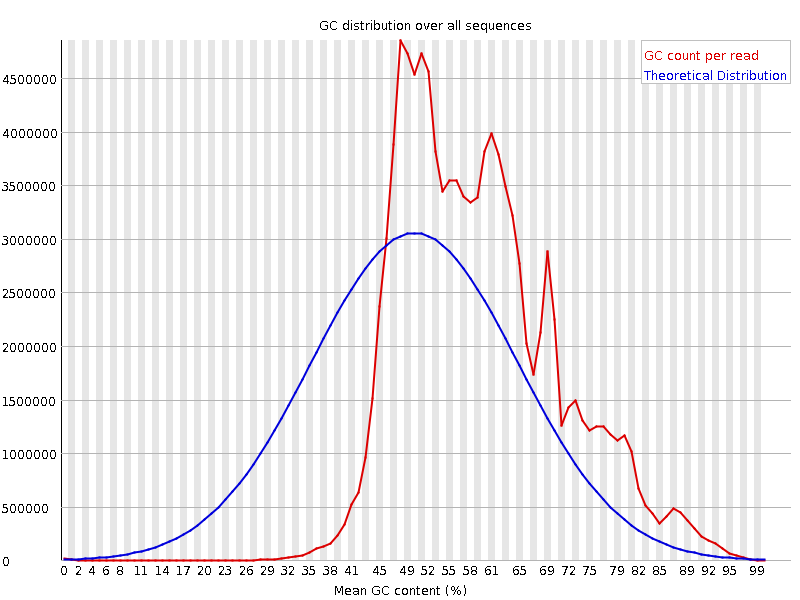 GC distribution over all sequences
GC count per read
Theoretical Distribution
4500000
4000000
3500000
3000000
2500000
2000000
1500000
1000000
500000
0
0 2 4 6 8 11 14 17 20 23 26 29 32 35 38 41 45 49 52 55 58 61 65 69 72 75 79 82 85 89 92 95 99
Mean GC content (%)